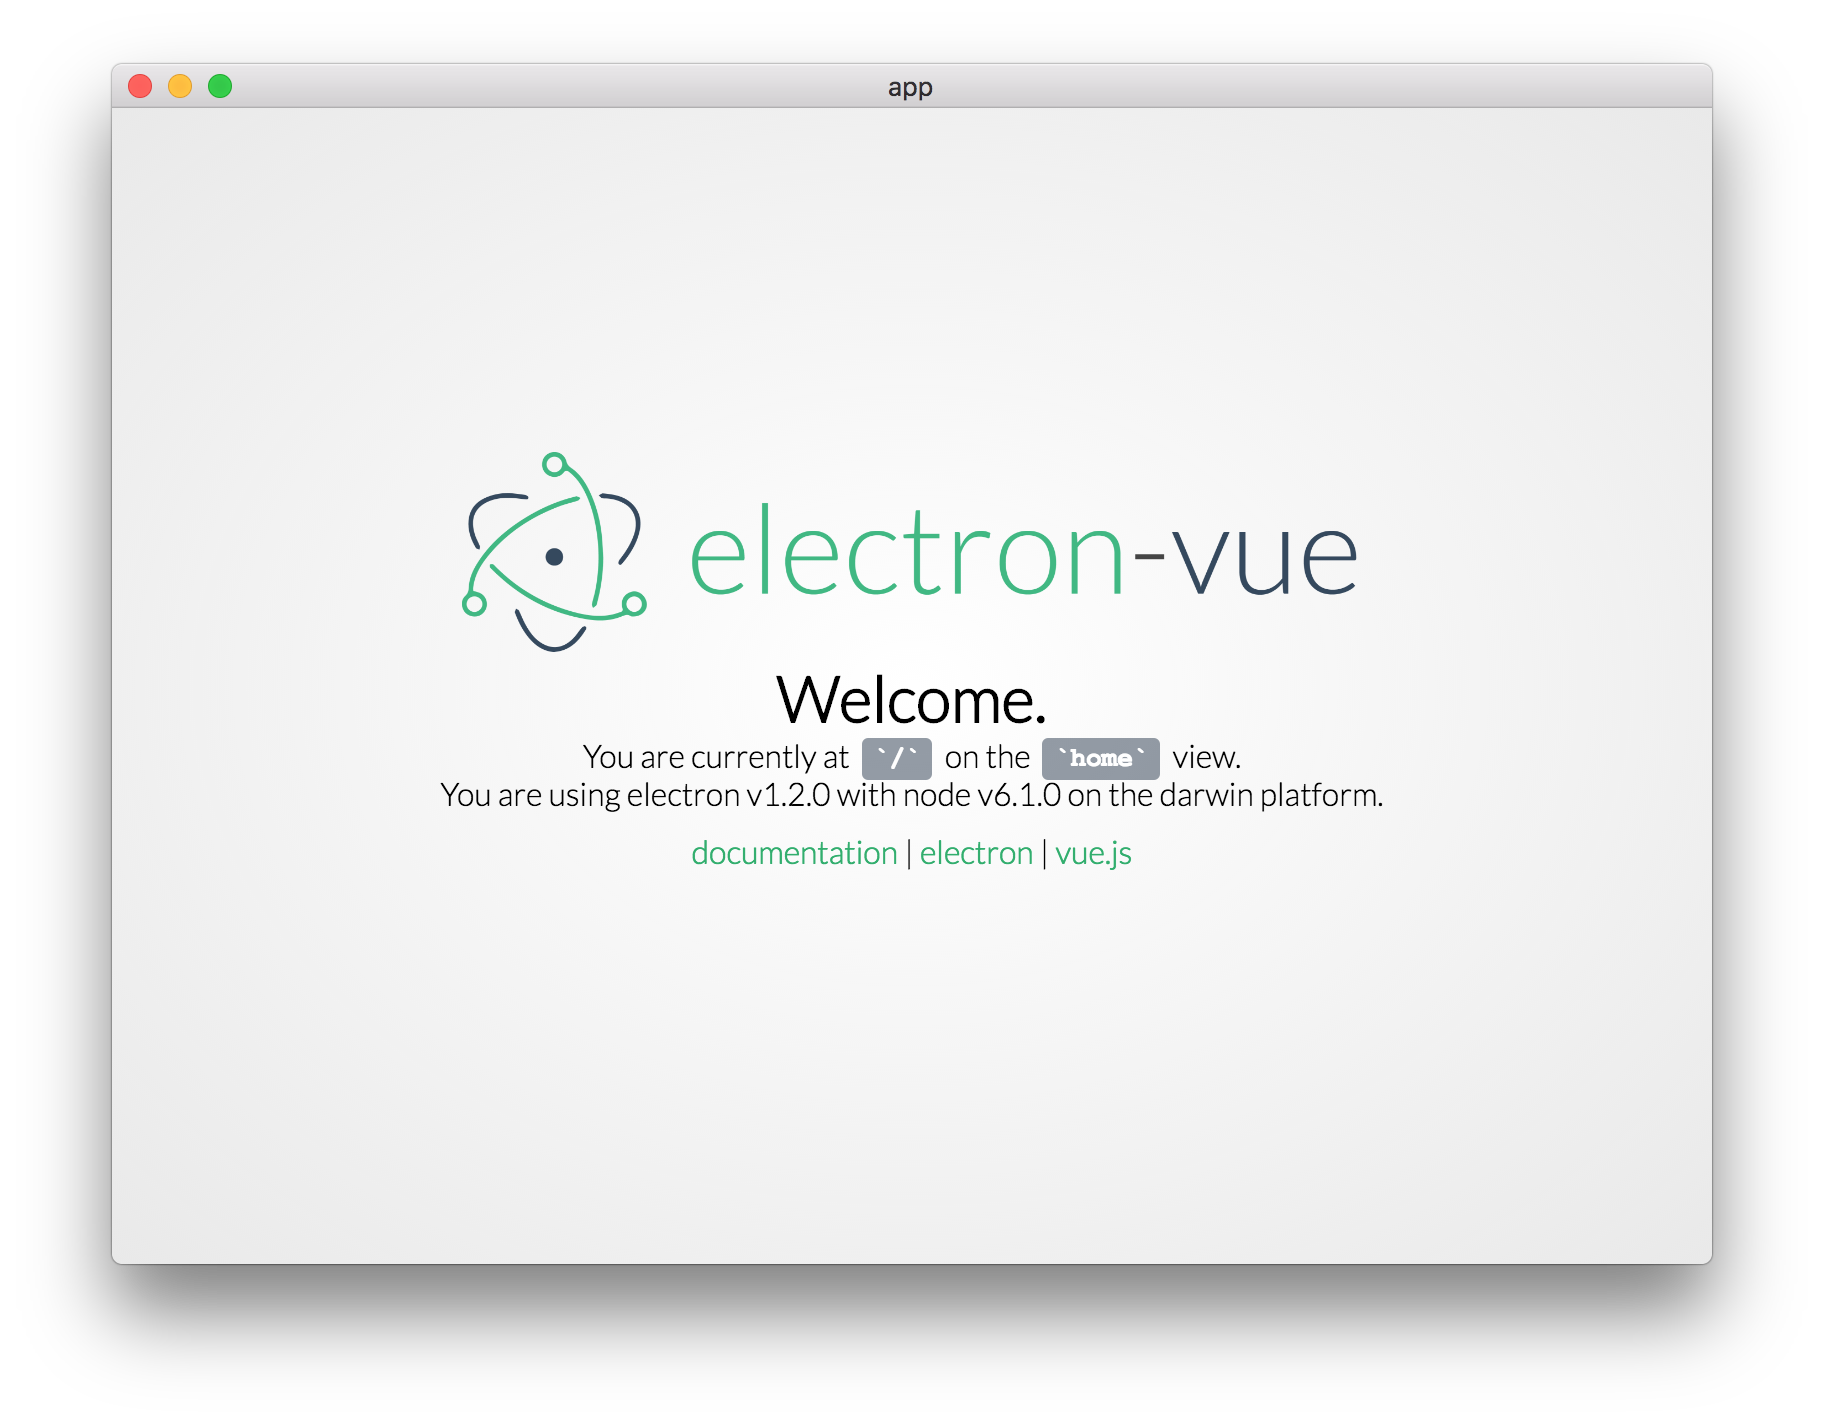 app
electron-vue
Welcome.
You are currently at `/` on the `home` view.
You are using electron v1.2.0 with node v6.1.0 on the darwin platform.
documentation | electron | vue.js